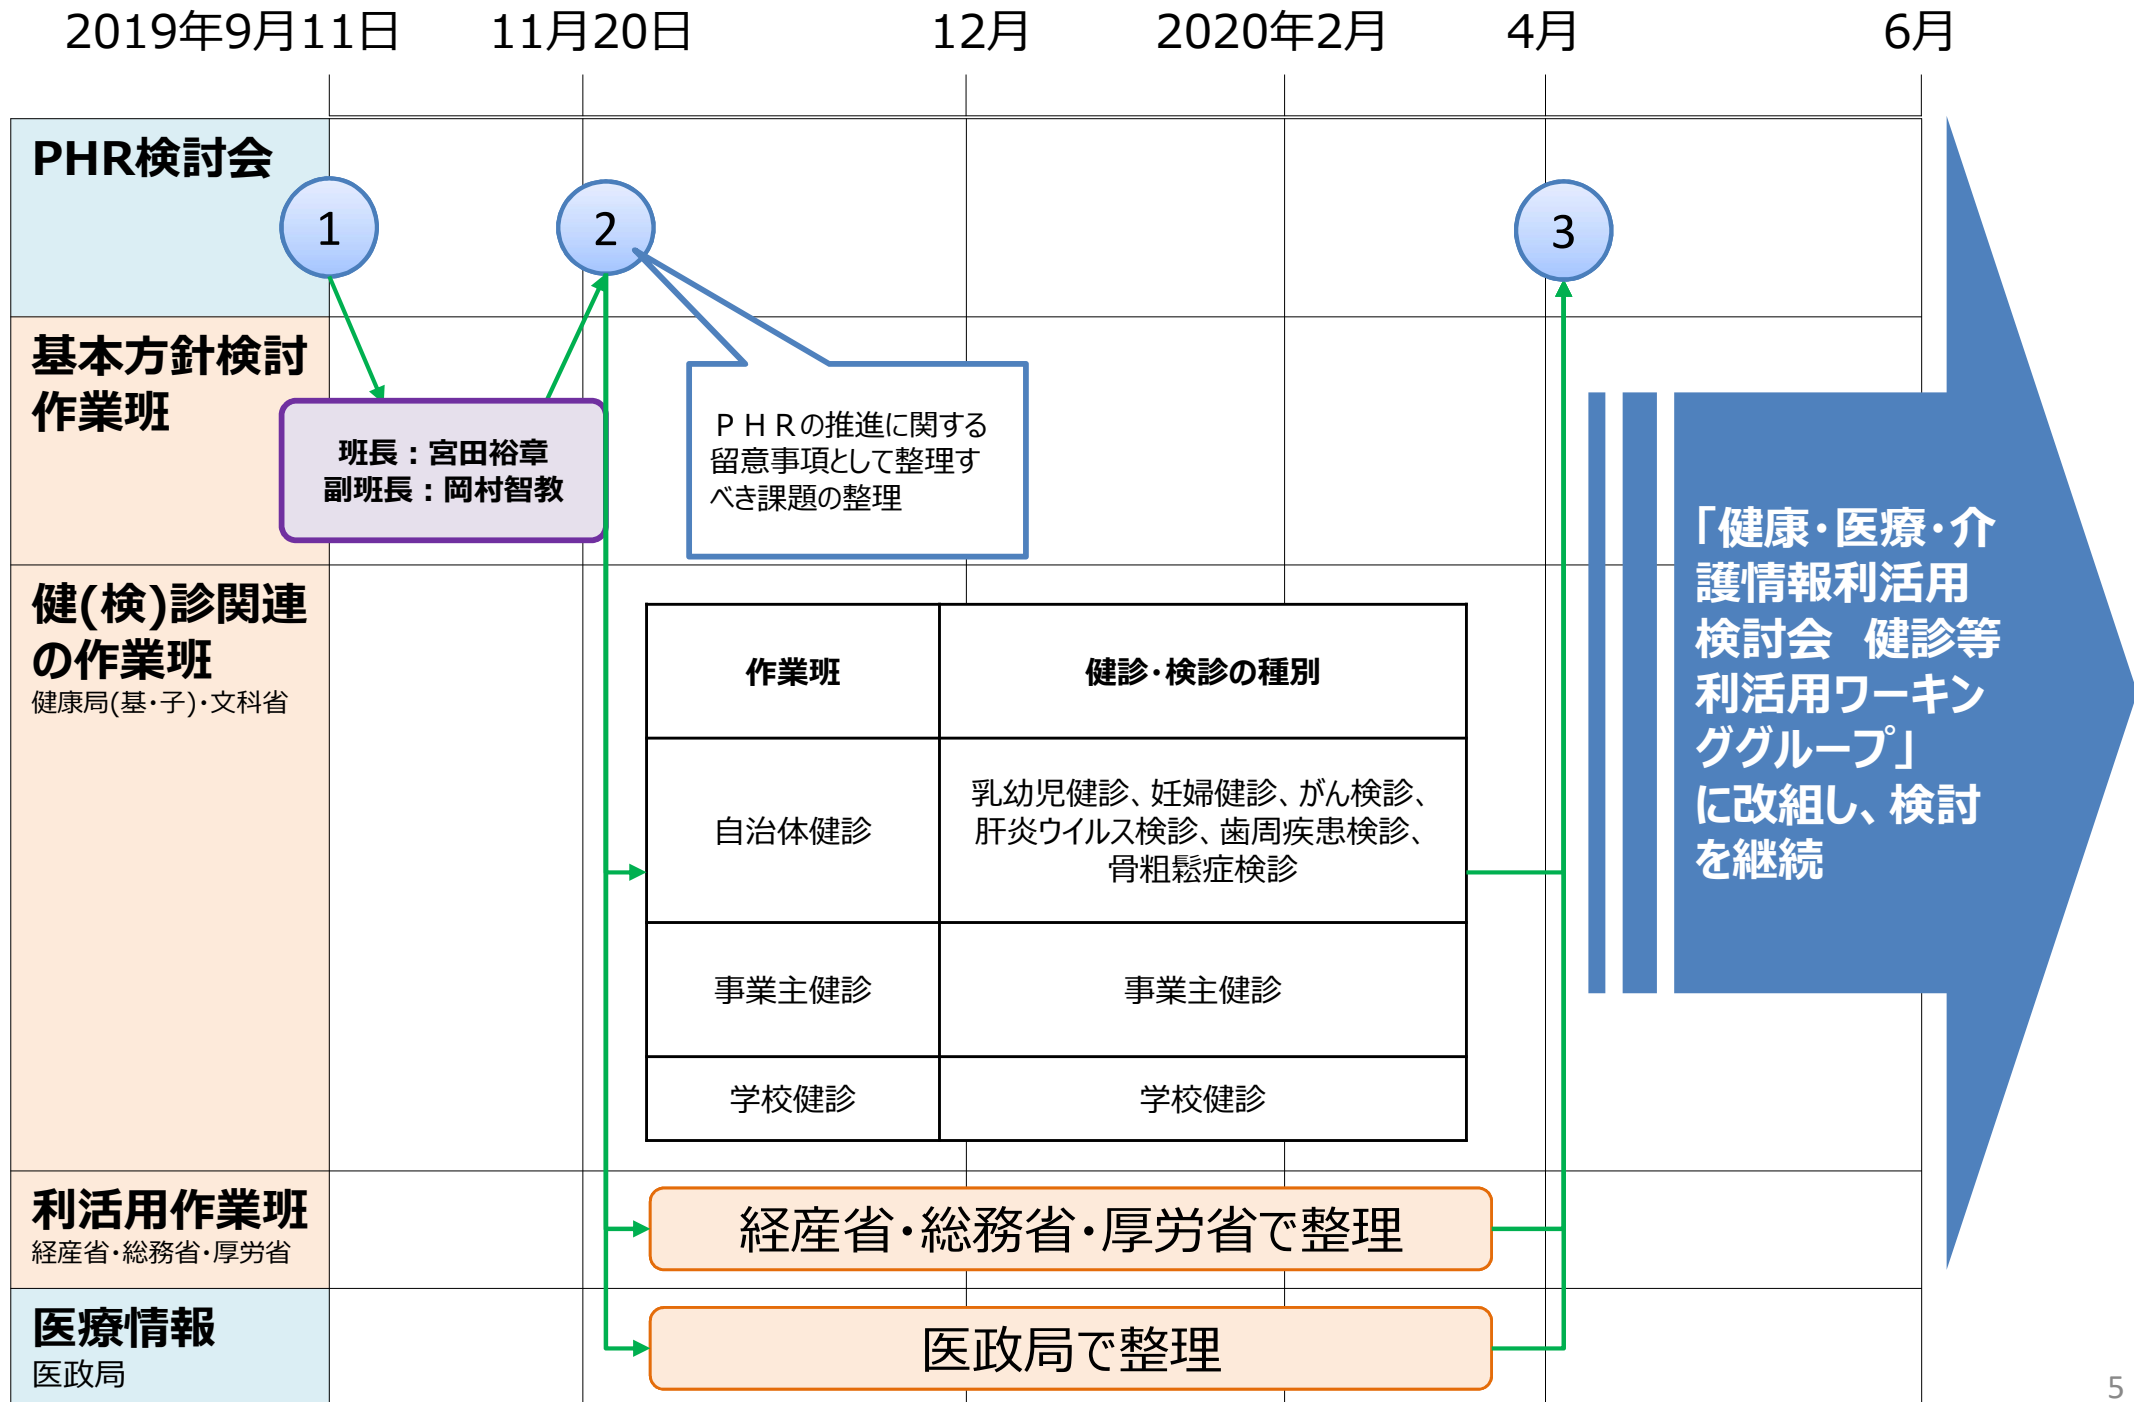 2019年9月11日
11月20日
12月
2020年2月
4月
6月
PHR検討会
1
2
3
基本方針検討
作業班
班長：宮田裕章
副班長：岡村智教
ＰＨＲの推進に関する
留意事項として整理す
べき課題の整理
健(検)診関連
の作業班
健康局(基・子)・文科省
作業班
健診・検診の種別
自治体健診
乳幼児健診、妊婦健診、がん検診、
肝炎ウイルス検診、歯周疾患検診、
骨粗鬆症検診
事業主健診
事業主健診
学校健診
学校健診
「健康・医療・介
護情報利活用
検討会　健診等
利活用ワーキン
ググループ」
に改組し、検討
を継続
利活用作業班
経産省・総務省・厚労省
経産省・総務省・厚労省で整理
医療情報
医政局
医政局で整理
5